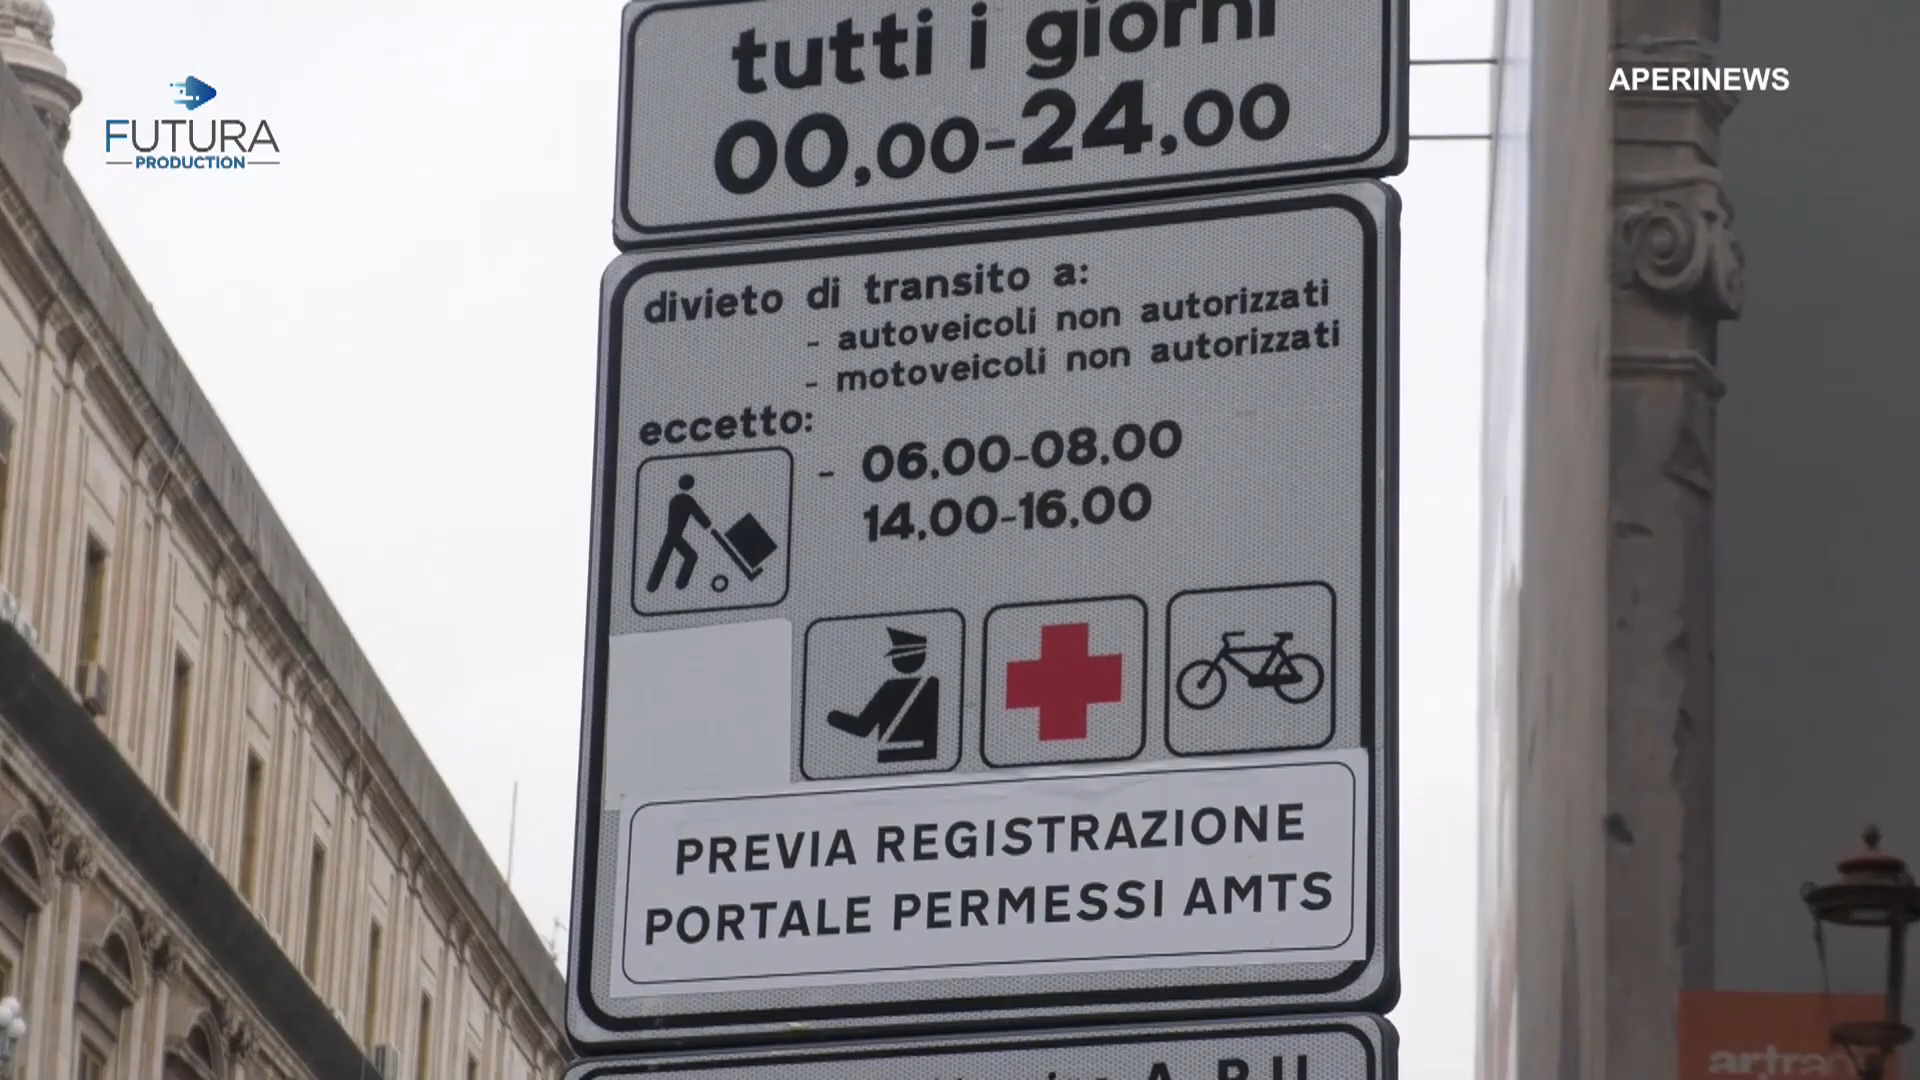 FUTURA
PRODUCTION
APERINEWS
tutti i giorni
00,00-24,00
divieto di transito a:
- autoveicoli non autorizzati
- motoveicoli non autorizzati
eccetto:
- 06,00-08,00
14,00-16,00
PREVIA REGISTRAZIONE
PORTALE PERMESSI AMTS